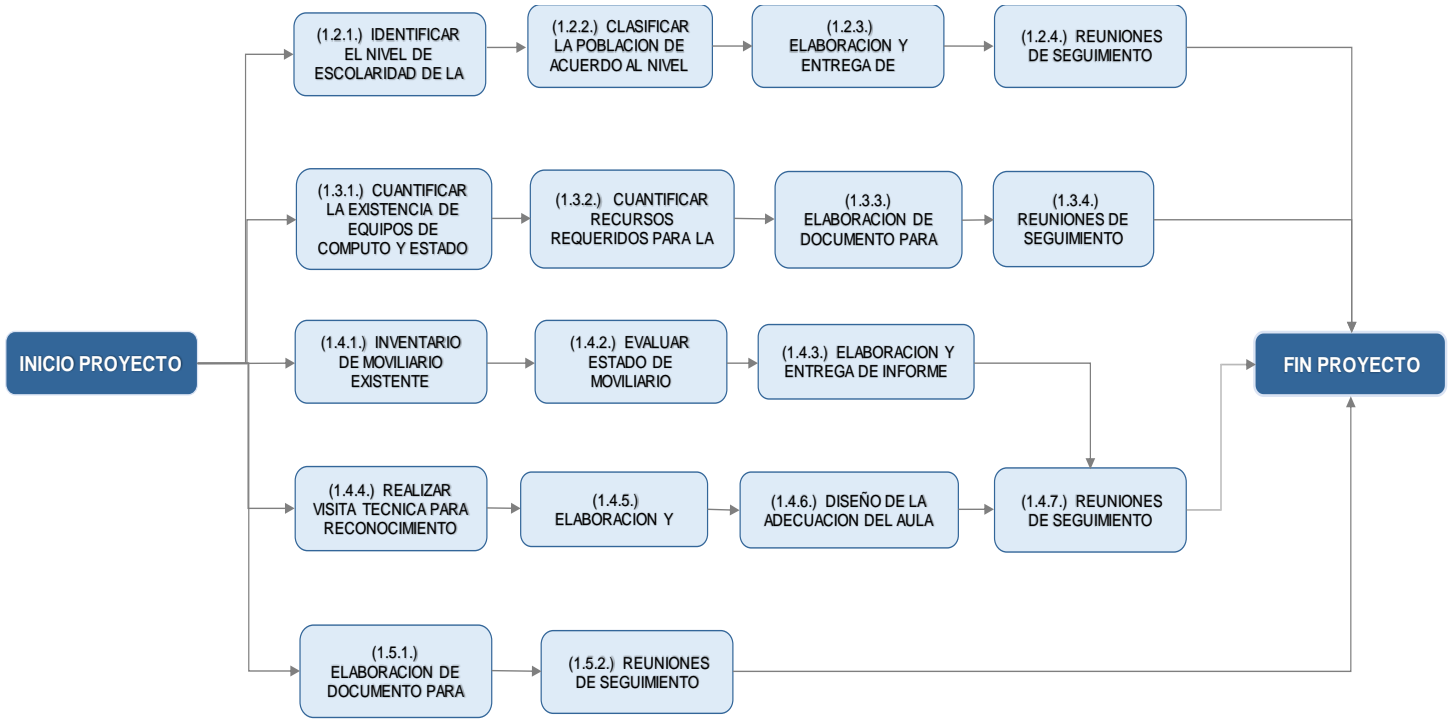 (1.2.1.) IDENTIFICAR
EL NIVEL DE
ESCOLARIDAD DE LA
(1.2.2.) CLASIFICAR
LA POBLACION DE
ACUERDO AL NIVEL
(1.2.3.)
ELABORACION Y
ENTREGA DE
(1.2.4.) REUNIONES
DE SEGUIMIENTO
(1.3.1.) CUANTIFICAR
LA EXISTENCIA DE
EQUIPOS DE
COMPUTO Y ESTADO
(1.3.2.) CUANTIFICAR
RECURSOS
REQUERIDOS PARA LA
(1.3.3.)
ELABORACION DE
DOCUMENTO PARA
(1.3.4.)
REUNIONES DE
SEGUIMIENTO
INICIO PROYECTO
(1.4.1.) INVENTARIO
DE MOVILIARIO
EXISTENTE
(1.4.2.) EVALUAR
ESTADO DE
MOVILIARIO
(1.4.3.) ELABORACION Y
ENTREGA DE INFORME
FIN PROYECTO
(1.4.4.) REALIZAR
VISITA TECNICA PARA
RECONOCIMIENTO
(1.4.5.)
ELABORACION Y
(1.4.6.) DISEÑO DE LA
ADECUACION DEL AULA
(1.4.7.) REUNIONES
DE SEGUIMIENTO
(1.5.1.)
ELABORACION DE
DOCUMENTO PARA
(1.5.2.) REUNIONES
DE SEGUIMIENTO